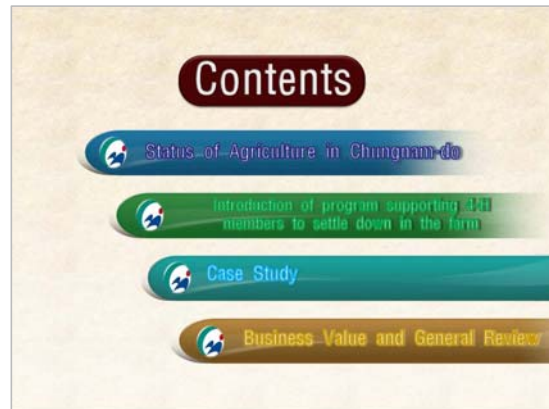 Contents
Status of Agriculture in Chungnam-do
Introduction of program supporting 4-H
members to settle down in the farm
Case Study
Business Value and General Review